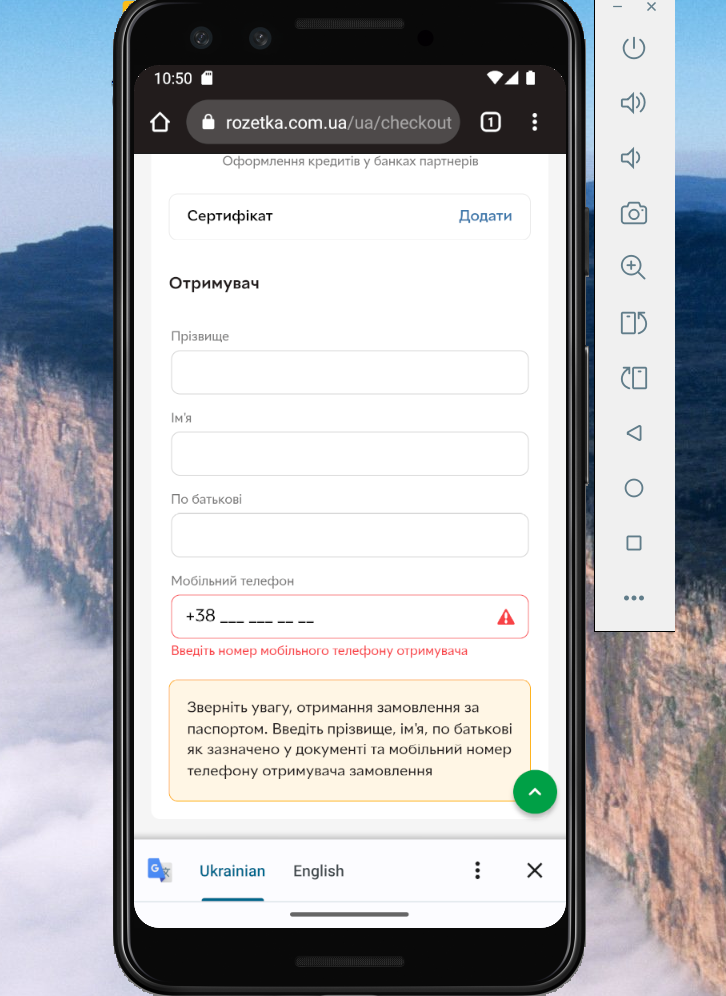 10:50
rozetka.com.ua/ua/checkout
1
Оформлення кредитів у банках партнерів
Сертифікат
Додати
Отримувач
Прізвище
Ім'я
По батькові
Мобільний телефон
+38 ___ ___ __ __
Введіть номер мобільного телефону отримувача
Зверніть увагу, отримання замовлення за
паспортом. Введіть прізвище, ім'я, по батькові
як зазначено у документі та мобільний номер
телефону отримувача замовлення
G
Ukrainian
English